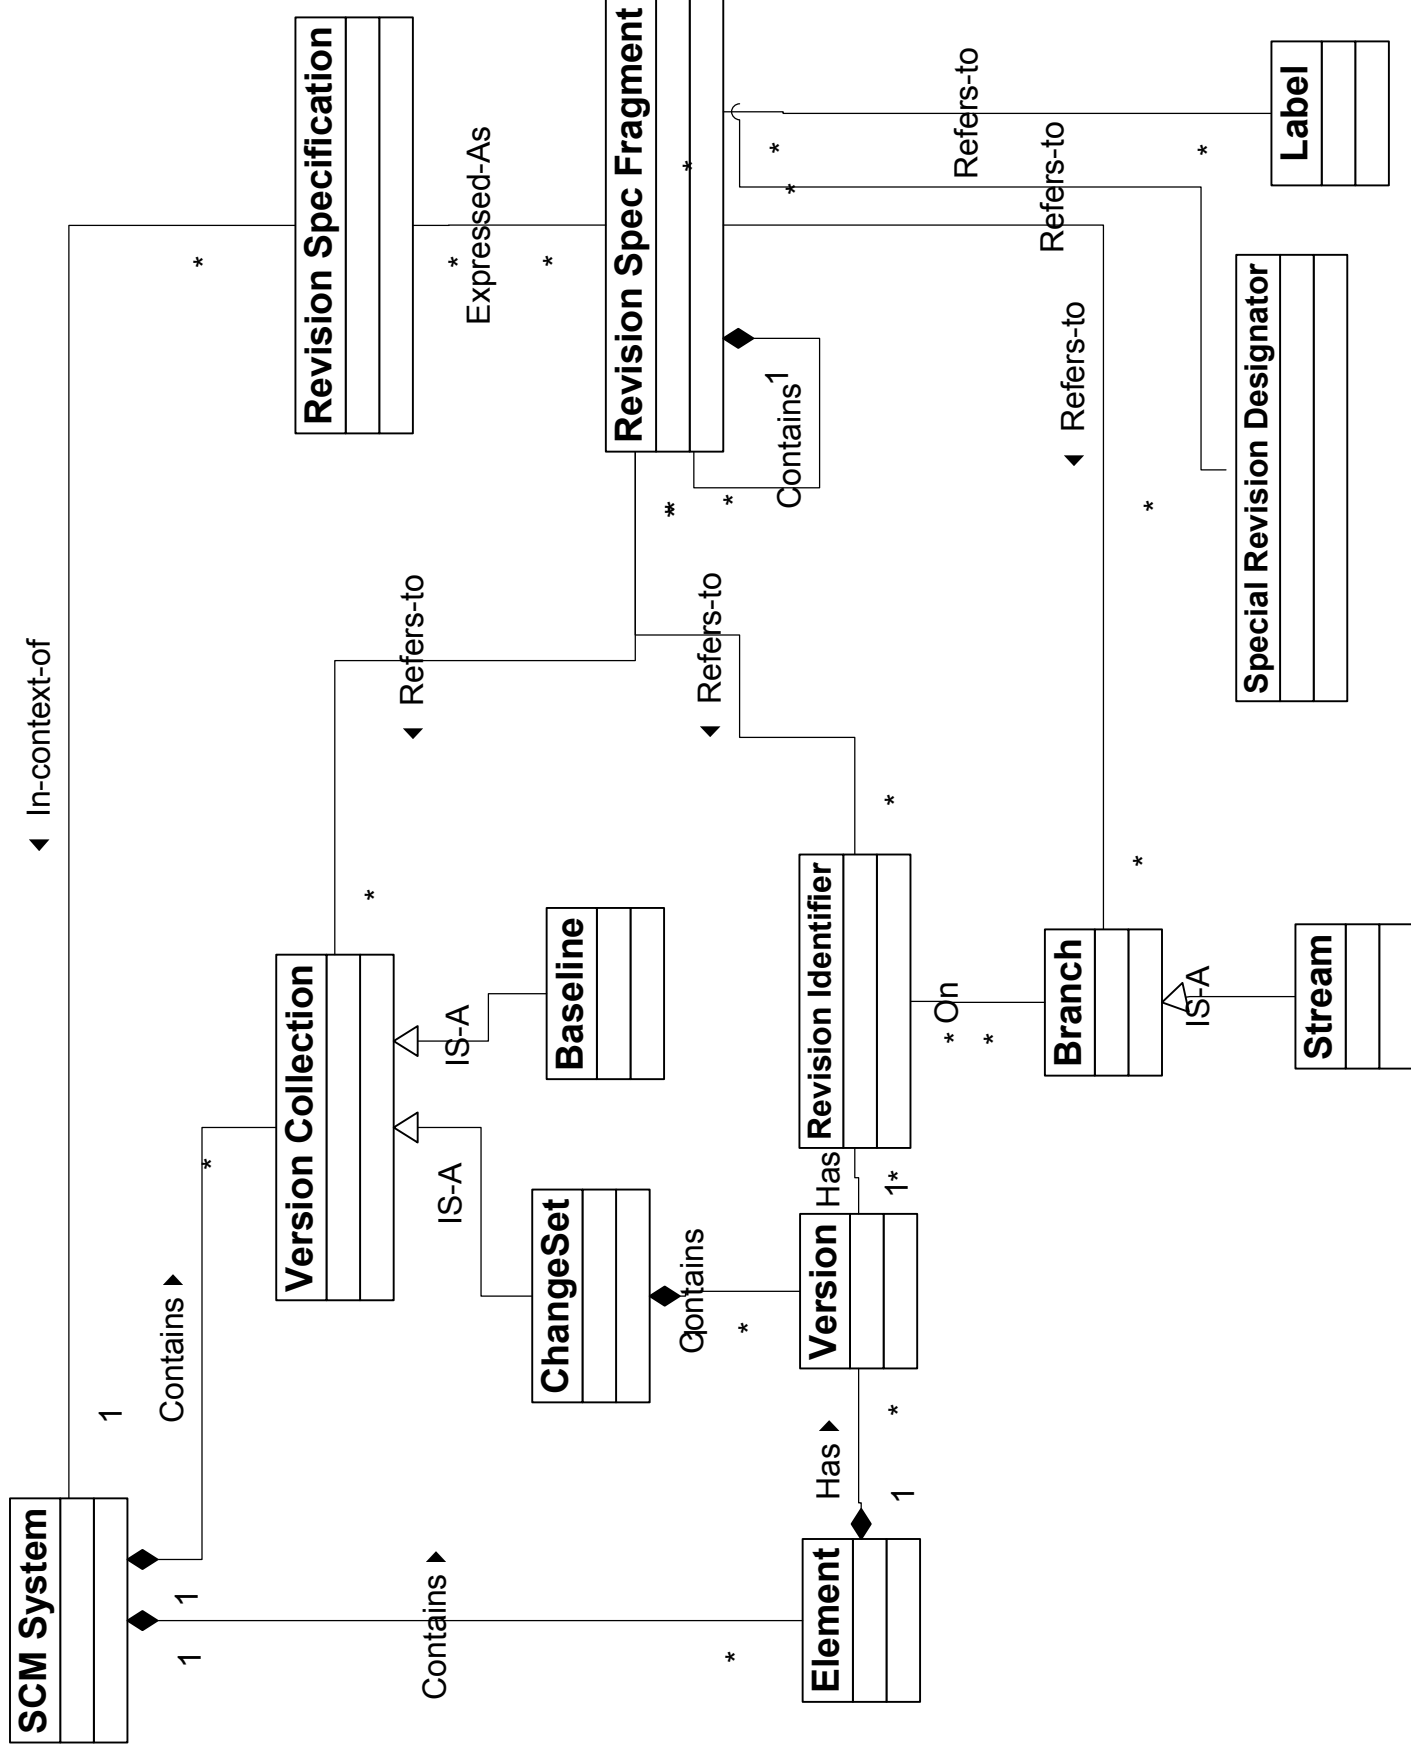 SCM System
1
◀ In-context-of
*
Revision Specification
*
Expressed-As
*
Revision Spec Fragment
*
1
Contains ▶
*
Version Collection
*
◀ Refers-to
**
*
Contains
1
IS-A
IS-A
Baseline
ChangeSet
Contains
1
*
1
Contains ▶
*
Element
Has ▶
1
*
Version
Has
1
*
Revision Identifier
*
◀ Refers-to
On
*
*
Branch
*
◀ Refers-to
IS-A
Stream
Special Revision Designator
*
Refers-to
*
*
Refers-to
*
Label